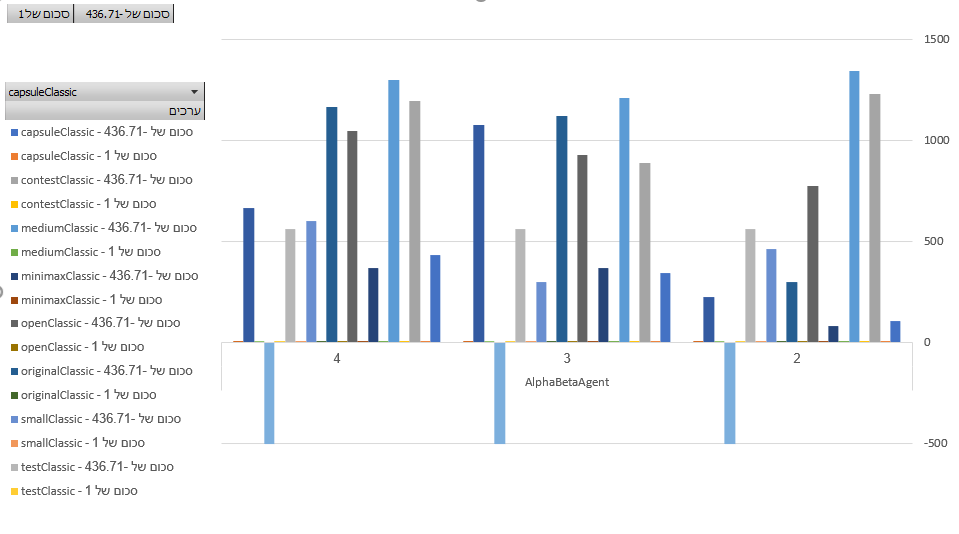 סכום של -436.71 סכום של 1
capsuleClassic
ערכים
capsuleClassic - סכום של -436.71
capsuleClassic - סכום של 1
contestClassic - סכום של -436.71
contestClassic - סכום של 1
mediumClassic - סכום של -436.71
mediumClassic - סכום של 1
minimaxClassic - סכום של -436.71
minimaxClassic - סכום של 1
openClassic - סכום של -436.71
openClassic - סכום של 1
originalClassic - סכום של -436.71
originalClassic - סכום של 1
smallClassic - סכום של -436.71
smallClassic - סכום של 1
testClassic - סכום של -436.71
testClassic - סכום של 1
1500
1000
500
0
-500
4 3 2
AlphaBetaAgent